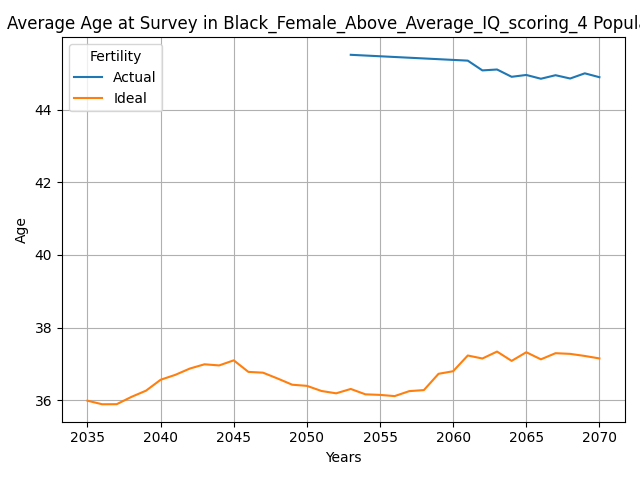 Average Age at Survey in Black_Female_Above_Average_IQ_scoring_4 Popul
Fertility
Actual
Ideal
44
42
40
38
36
Age
2035 2040 2045 2050 2055 2060 2065 2070
Years